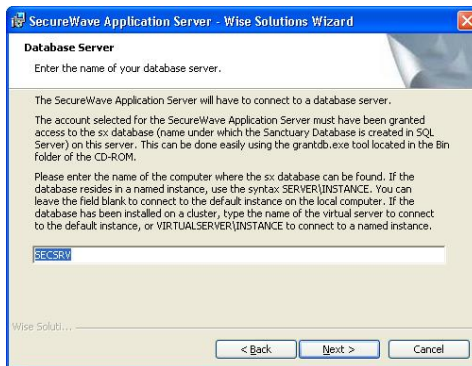 SecureWave Application Server - Wise Solutions Wizard
Database Server
Enter the name of your database server.
The SecureWave Application Server will have to connect to a database server.
The account selected for the SecureWave Application Server must have been granted
access to the sx database (name under which the Sanctuary Database is created in SQL
Server) on this server. This can be done easily using the grantdb.exe tool located in the Bin
folder of the CD-ROM.
Please enter the name of the computer where the sx database can be found. If the
database resides in a named instance, use the syntax SERVER\INSTANCE. You can
leave the field blank to connect to the default instance on the local computer. If the
database has been installed on a cluster, type the name of the virtual server to connect
to the default instance, or VIRTUALSERVER\INSTANCE to connect to a named instance.
SECSRV
Wise Soluti...
< Back
Next >
Cancel